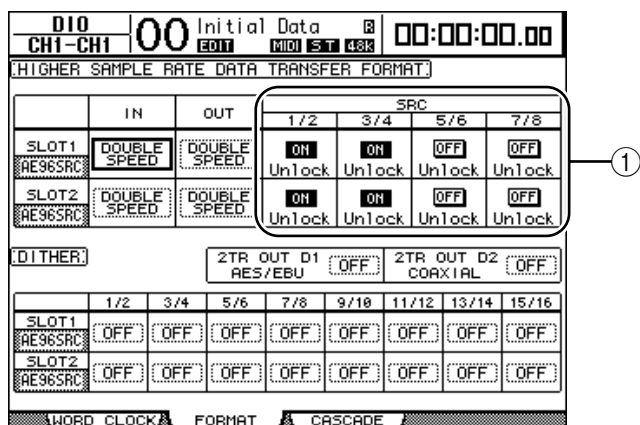 DIO
CH1-CH1
00 Initial Data R
EDIT MIDI ST 48K
00:00:00.00
HIGHER SAMPLE RATE DATA TRANSFER FORMAT
IN OUT SRC
1/2 3/4 5/6 7/8
SLOT1 DOUBLE SPEED DOUBLE SPEED ON ON OFF OFF
AE96SRC Unlock Unlock Unlock Unlock
SLOT2 DOUBLE SPEED DOUBLE SPEED ON ON OFF OFF
AE96SRC Unlock Unlock Unlock Unlock
1
DITHER
2TR OUT D1 AES/EBU OFF 2TR OUT D2 COAXIAL OFF
1/2 3/4 5/6 7/8 9/10 11/12 13/14 15/16
SLOT1
AE96SRC OFF OFF OFF OFF OFF OFF OFF OFF
SLOT2
AE96SRC OFF OFF OFF OFF OFF OFF OFF OFF
WORD CLOCK FORMAT CASCADE